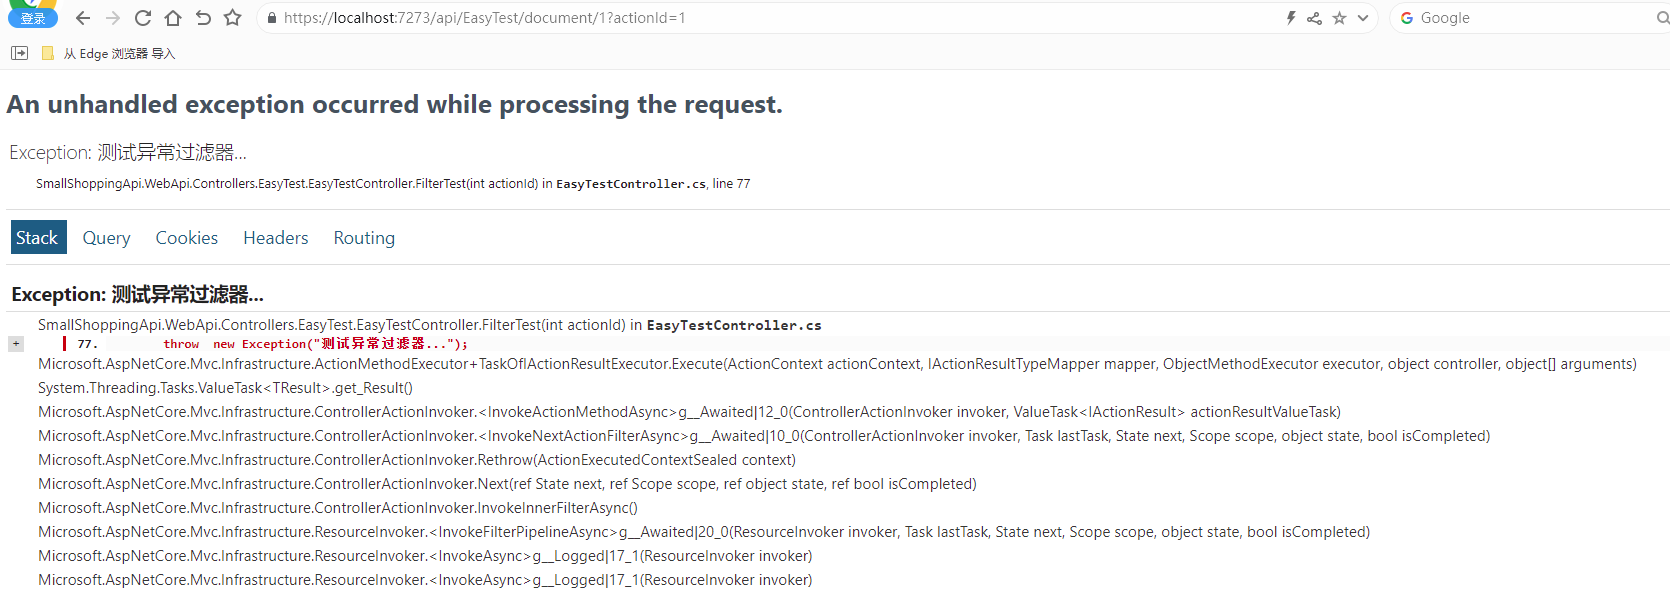 登录
https://localhost:7273/api/EasyTest/document/1?actionId=1
Google
从 Edge 浏览器 导入
An unhandled exception occurred while processing the request.
Exception: 测试异常过滤器...
SmallShoppingApi.WebApi.Controllers.EasyTest.EasyTestController.FilterTest(int actionId) in EasyTestController.cs, line 77
Stack Query Cookies Headers Routing
Exception: 测试异常过滤器...
SmallShoppingApi.WebApi.Controllers.EasyTest.EasyTestController.FilterTest(int actionId) in EasyTestController.cs
+ 77. throw new Exception("测试异常过滤器...");
Microsoft.AspNetCore.Mvc.Infrastructure.ActionMethodExecutor+TaskOfIActionResultExecutor.Execute(ActionContext actionContext, IActionResultTypeMapper mapper, ObjectMethodExecutor executor, object controller, object[] arguments)
System.Threading.Tasks.ValueTask<TResult>.get_Result()
Microsoft.AspNetCore.Mvc.Infrastructure.ControllerActionInvoker.<InvokeActionMethodAsync>g__Awaited|12_0(ControllerActionInvoker invoker, ValueTask<IActionResult> actionResultValueTask)
Microsoft.AspNetCore.Mvc.Infrastructure.ControllerActionInvoker.<InvokeNextActionFilterAsync>g__Awaited|10_0(ControllerActionInvoker invoker, Task lastTask, State next, Scope scope, object state, bool isCompleted)
Microsoft.AspNetCore.Mvc.Infrastructure.ControllerActionInvoker.Rethrow(ActionExecutedContextSealed context)
Microsoft.AspNetCore.Mvc.Infrastructure.ControllerActionInvoker.Next(ref State next, ref Scope scope, ref object state, ref bool isCompleted)
Microsoft.AspNetCore.Mvc.Infrastructure.ControllerActionInvoker.InvokeInnerFilterAsync()
Microsoft.AspNetCore.Mvc.Infrastructure.ResourceInvoker.<InvokeFilterPipelineAsync>g__Awaited|20_0(ResourceInvoker invoker, Task lastTask, State next, Scope scope, object state, bool isCompleted)
Microsoft.AspNetCore.Mvc.Infrastructure.ResourceInvoker.<InvokeAsync>g__Logged|17_1(ResourceInvoker invoker)
Microsoft.AspNetCore.Mvc.Infrastructure.ResourceInvoker.<InvokeAsync>g__Logged|17_1(ResourceInvoker invoker)